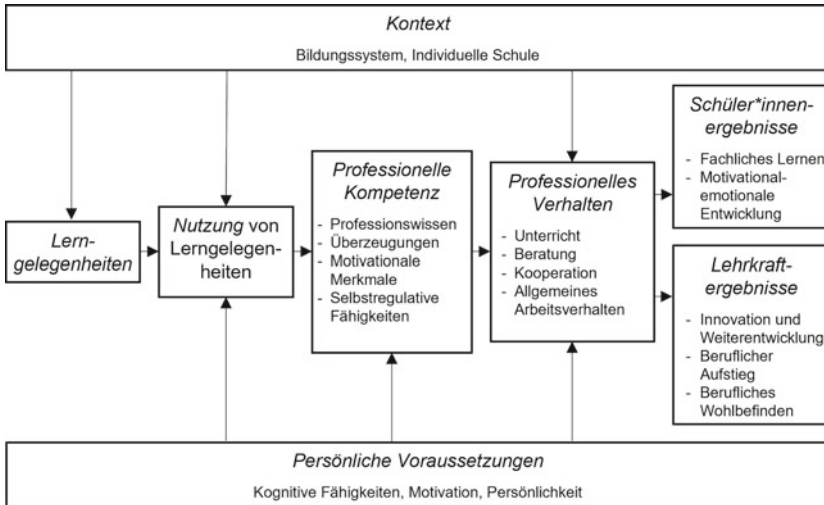 Kontext
Bildungssystem, Individuelle Schule
Lern-
gelegenheiten
Nutzung von
Lerngelegen-
heiten
Professionelle
Kompetenz
- Professionswissen
- Überzeugungen
- Motivationale
Merkmale
- Selbstregulative
Fähigkeiten
Professionelles
Verhalten
- Unterricht
- Beratung
- Kooperation
- Allgemeines
Arbeitsverhalten
Schüler*innen-
ergebnisse
- Fachliches Lernen
- Motivational-
emotionale
Entwicklung
Lehrkraft-
ergebnisse
- Innovation und
Weiterentwicklung
- Beruflicher
Aufstieg
- Berufliches
Wohlbefinden
Persönliche Voraussetzungen
Kognitive Fähigkeiten, Motivation, Persönlichkeit